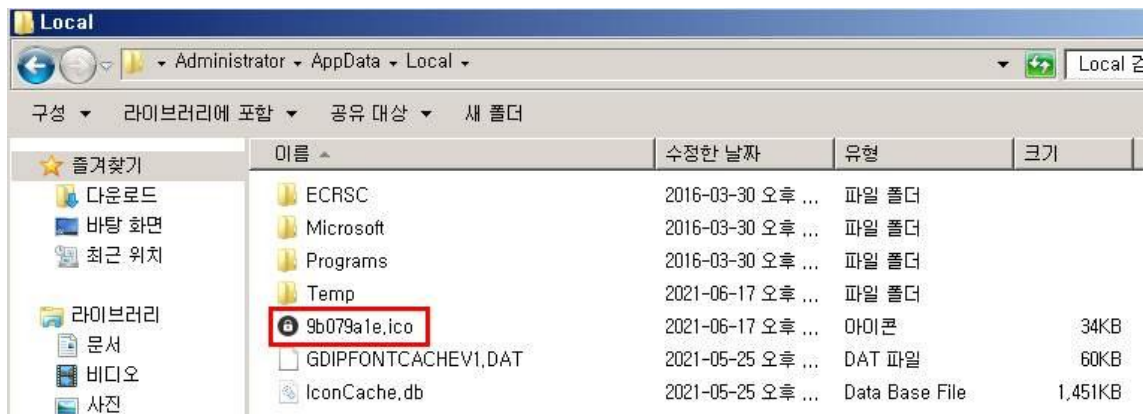 Local
Administrator AppData Local
Local 검
구성 라이브러리에 포함 공유 대상 새 폴더
즐겨찾기
다운로드
바탕 화면
최근 위치
라이브러리
문서
비디오
사진
이름 수정한 날짜 유형 크기
ECRSC 2016-03-30 오후 ... 파일 폴더
Microsoft 2016-03-30 오후 ... 파일 폴더
Programs 2016-03-30 오후 ... 파일 폴더
Temp 2021-06-17 오후 ... 파일 폴더
9b079a1e.ico 2021-06-17 오후 ... 아이콘 34KB
GDIPFONTCACHEV1.DAT 2021-05-25 오후 ... DAT 파일 60KB
IconCache.db 2021-05-25 오후 ... Data Base File 1,451KB